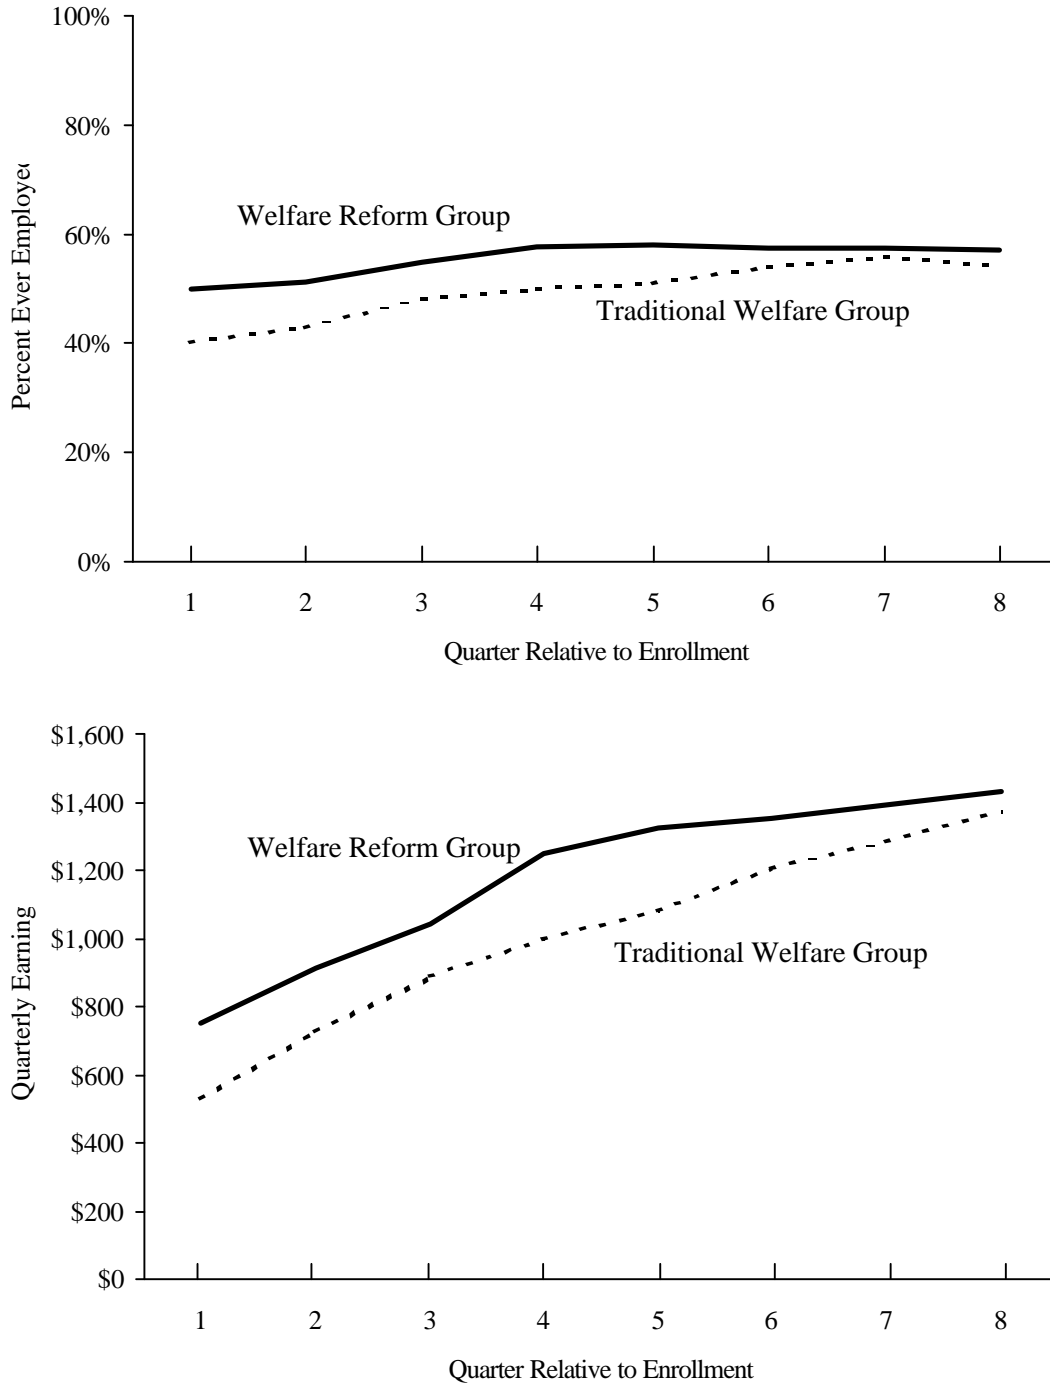 100%
80%
60%
40%
20%
0%
Percent Ever Employe
Welfare Reform Group
Traditional Welfare Group
1 2 3 4 5 6 7 8
Quarter Relative to Enrollment
$1,600
$1,400
$1,200
$1,000
$800
$600
$400
$200
$0
Quarterly Earning
Welfare Reform Group
Traditional Welfare Group
1 2 3 4 5 6 7 8
Quarter Relative to Enrollment